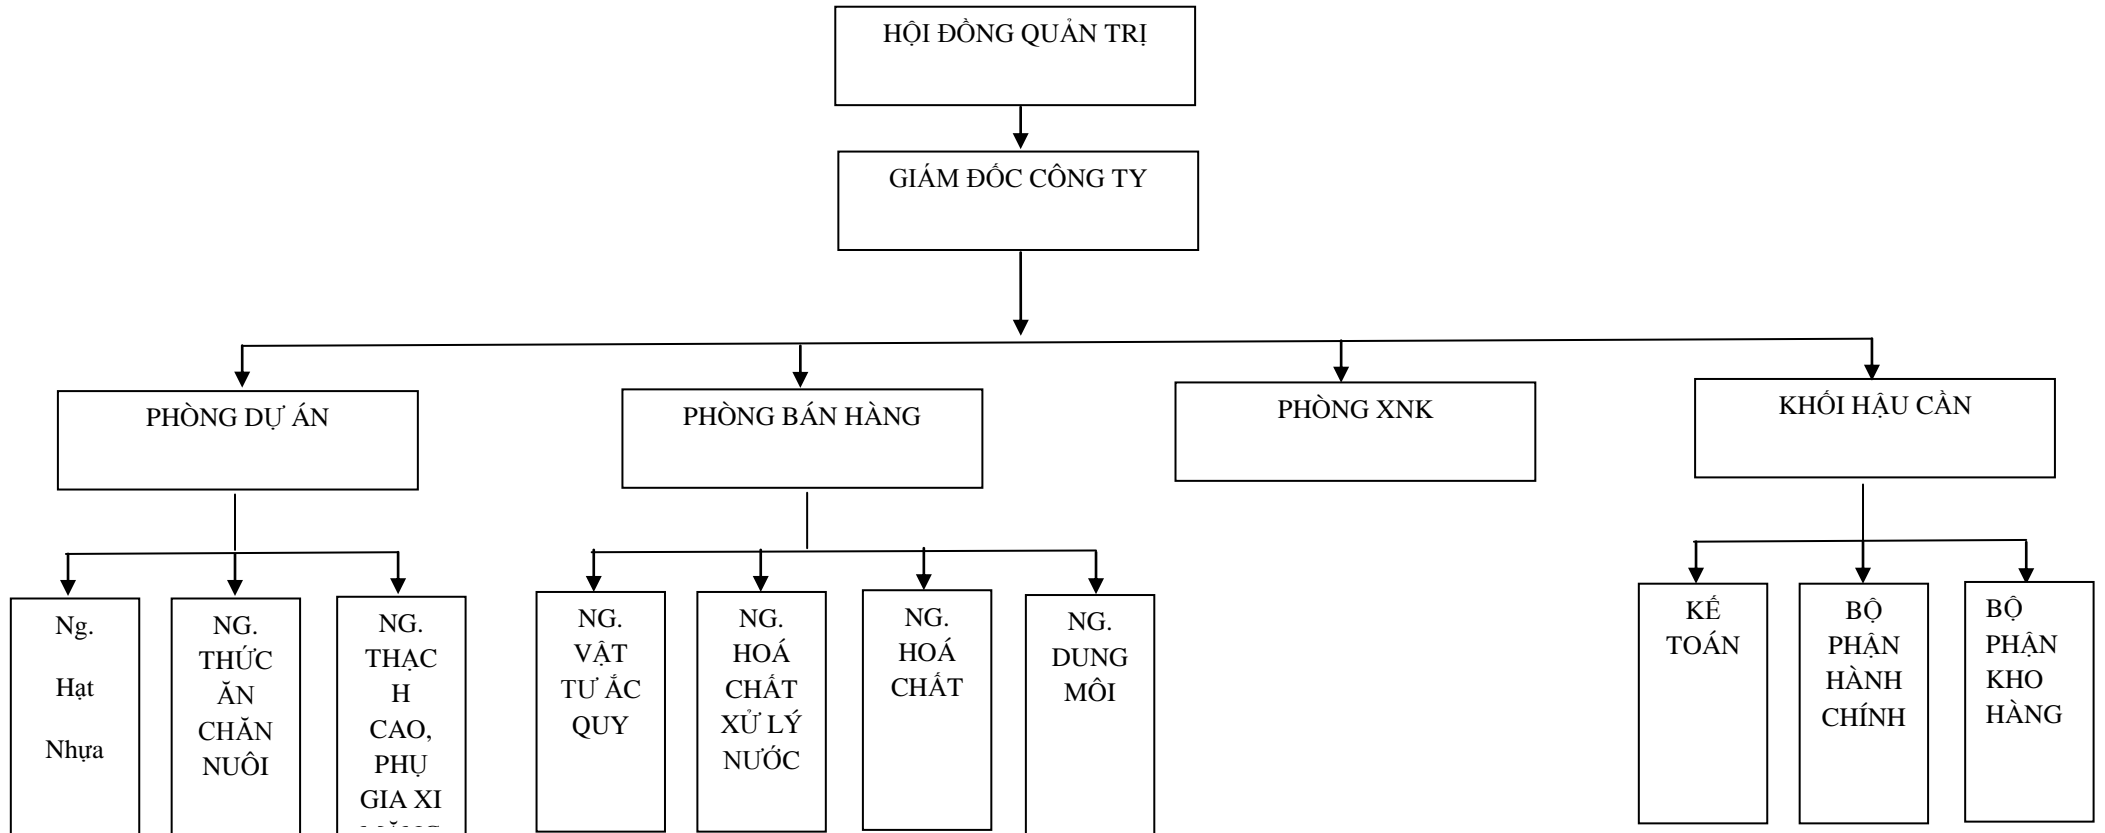 HỘI ĐỒNG QUẢN TRỊ
GIÁM ĐỐC CÔNG TY
PHÒNG DỰ ÁN
PHÒNG BÁN HÀNG
PHÒNG XNK
KHỐI HẬU CẦN
Ng.
Hạt
Nhựa
NG.
THỨC
ĂN
CHĂN
NUÔI
NG.
THẠC
H
CAO,
PHỤ
GIA XI
NG.
VẬT
TƯ ẮC
QUY
NG.
HOÁ
CHẤT
XỬ LÝ
NƯỚC
NG.
HOÁ
CHẤT
NG.
DUNG
MÔI
KẾ
TOÁN
BỘ
PHẬN
HÀNH
CHÍNH
BỘ
PHẬN
KHO
HÀNG